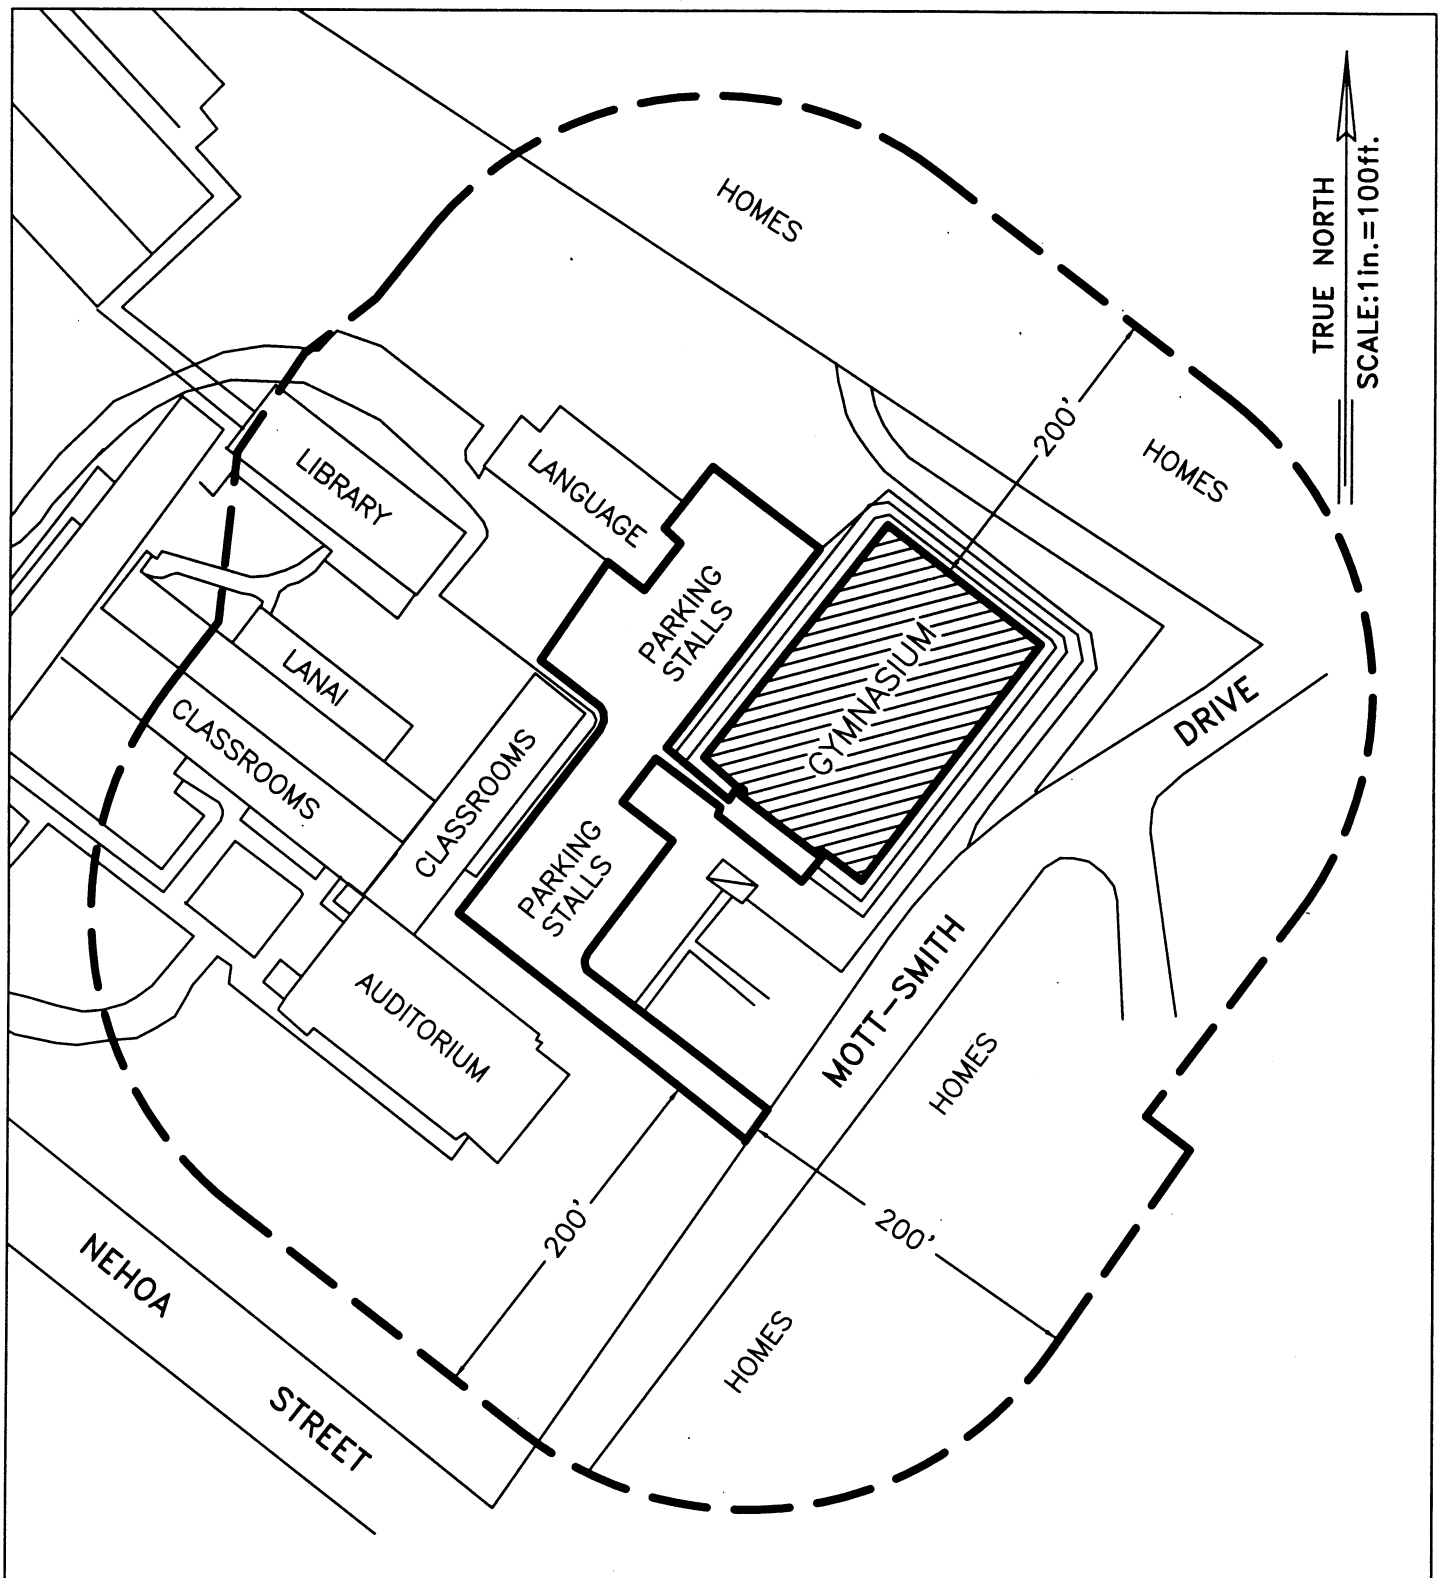 HOMES
TRUE NORTH
SCALE:1in.=100ft.
200'
HOMES
LIBRARY
LANGUAGE
PARKING
STALLS
GYMNASIUM
LANAI
CLASSROOMS
CLASSROOMS
DRIVE
PARKING
STALLS
AUDITORIUM
MOTT-SMITH
HOMES
200'
200'
NEHOA
STREET
HOMES